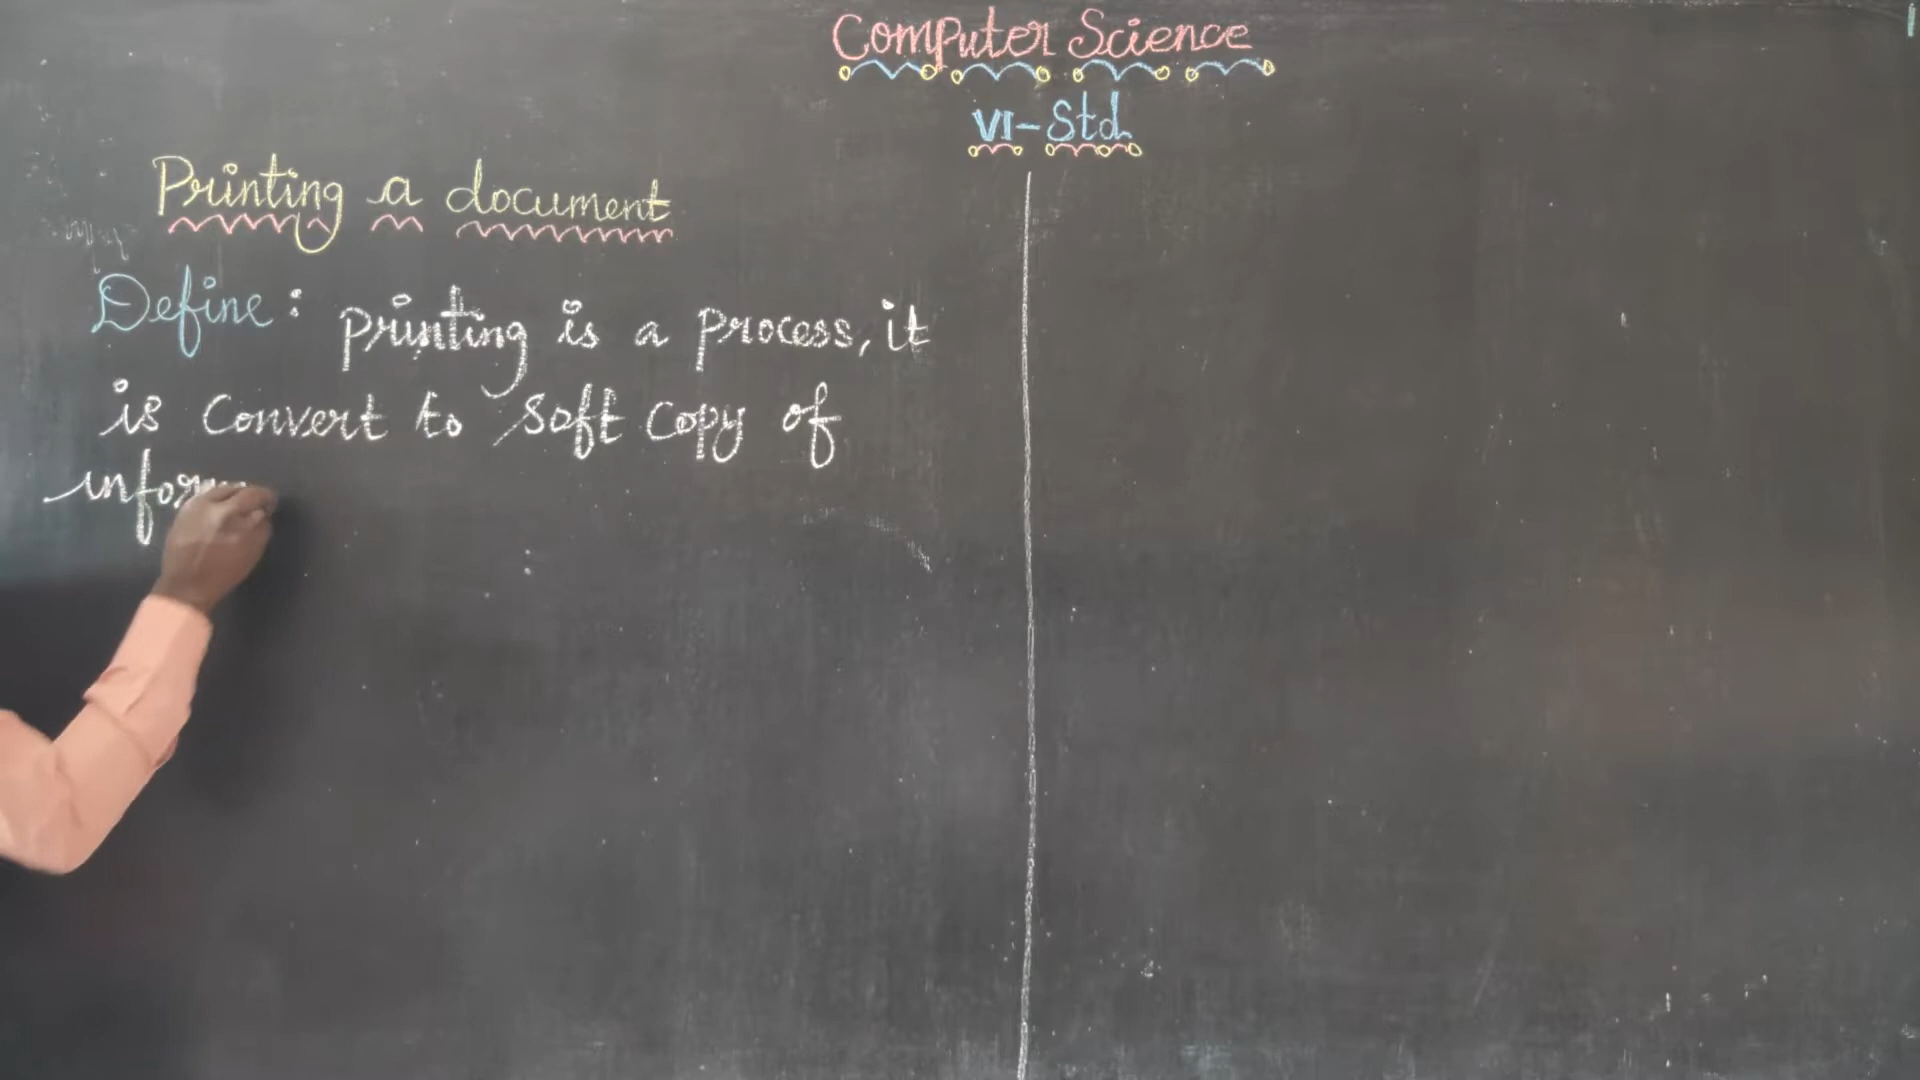 Computer Science
VI-Std
Printing a document
Define: printing is a process, it
is Convert to Soft Copy of